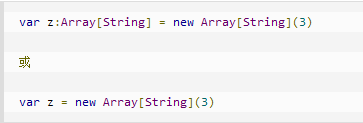 var z:Array[String] = new Array[String](3)
或
var z = new Array[String](3)